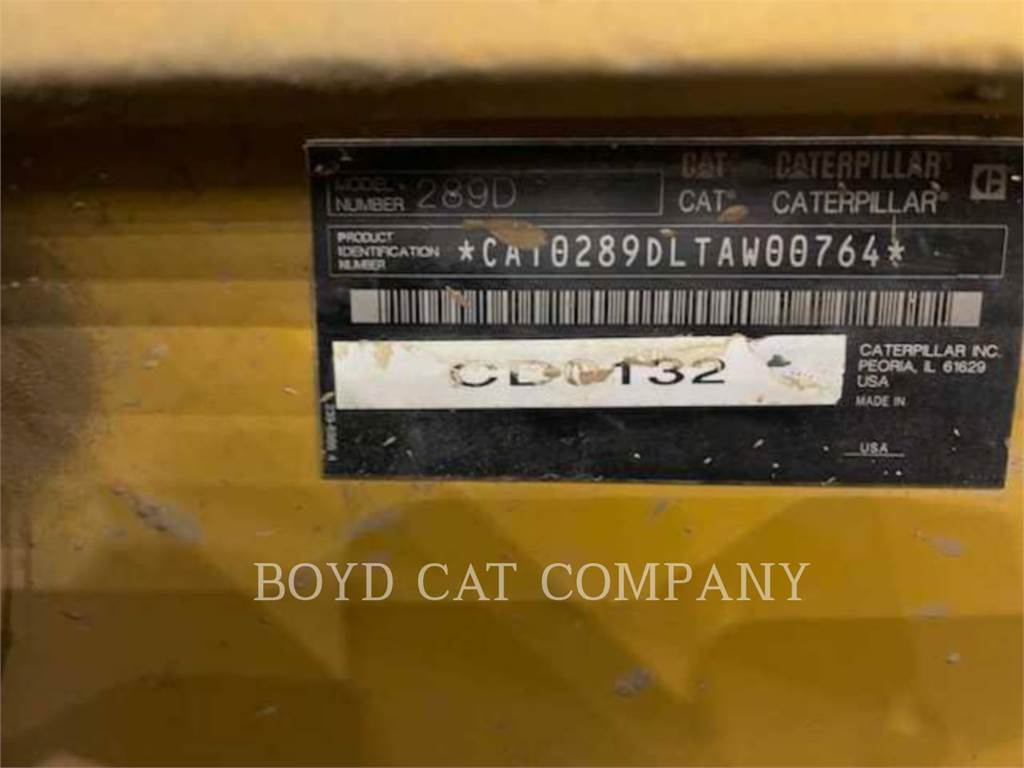 MODEL NUMBER 289D
CAT CATERPILLAR
CAT® CATERPILLAR®
PRODUCT IDENTIFICATION NUMBER *CAT0289DLTAW00764*
CATERPILLAR INC.
PEORIA, IL 61629
USA
MADE IN
USA
BOYD CAT COMPANY